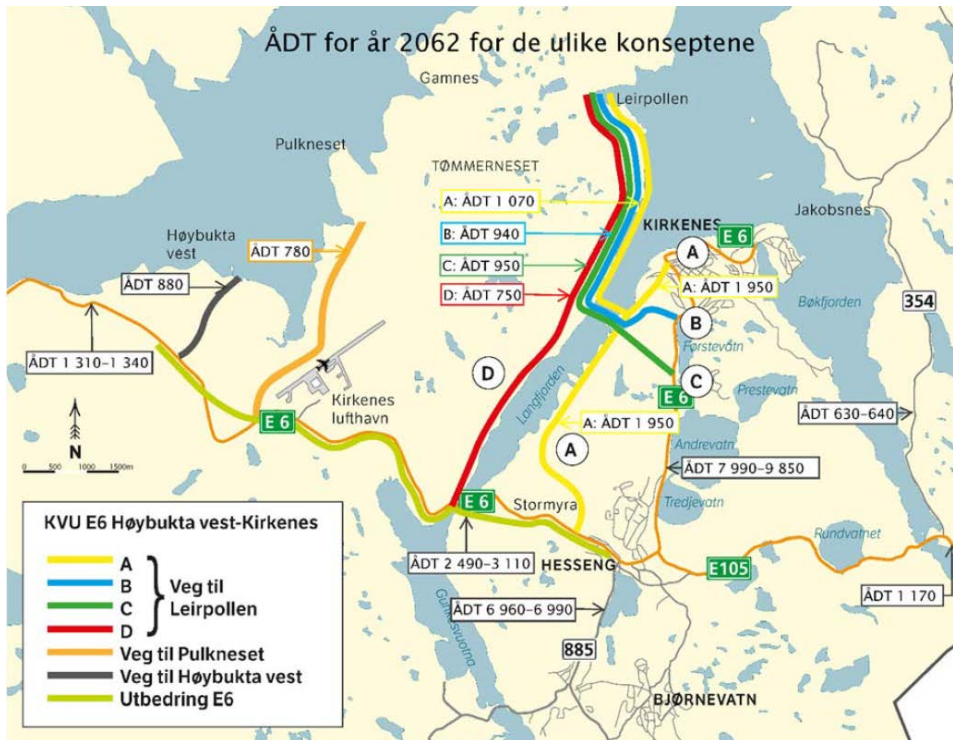 ÅDT for år 2062 for de ulike konseptene
Gamnes
Leirpollen
Pulkneset
TØMMERNESET
A: ÅDT 1 070
KIRKENES
Jakobsnes
E 6
Høybukta
vest
ÅDT 780
B: ÅDT 940
A
C: ÅDT 950
ÅDT 880
A: ÅDT 1 950
D: ÅDT 750
Bøkfjorden
354
B
Førstevatn
ÅDT 1 310-1 340
D
Langfjorden
C
Prestevatn
Kirkenes
lufthavn
E 6
E 6
A: ÅDT 1 950
ÅDT 630-640
N
A
Andrevatn
0 500 1000 1500m
ÅDT 7 990-9 850
E 6
Stormyra
Tredjevatn
KVU E6 Høybukta vest-Kirkenes
Rundvatnet
A
B
C
D
Veg til
Leirpollen
Veg til Pulkneset
Veg til Høybukta vest
Utbedring E6
ÅDT 2 490-3 110
HESSENG
E105
ÅDT 1 170
ÅDT 6 960-6 990
885
BJØRNEVATN